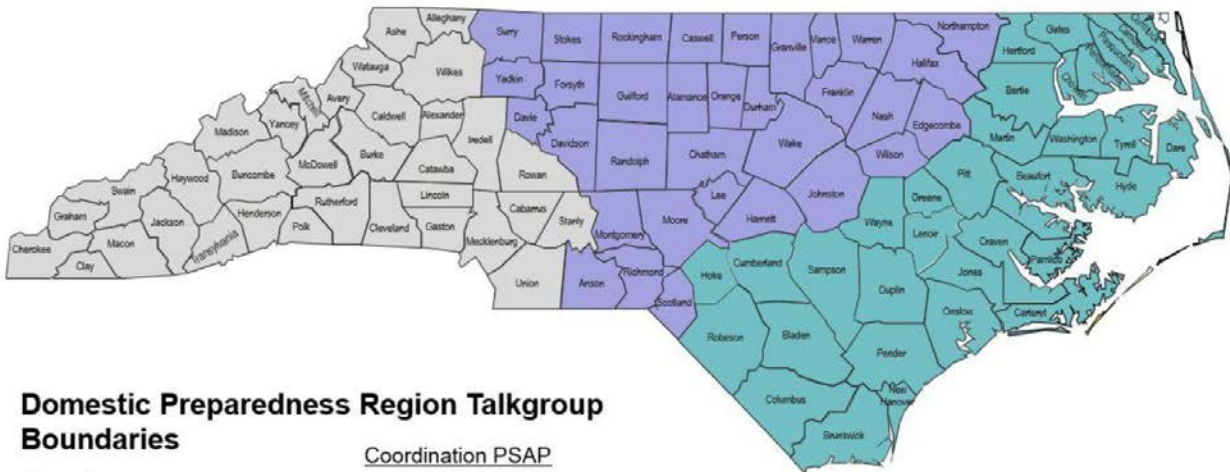 Alleghany
Ashe
Surry
Stokes
Rockingham
Caswell
Person
Granville
Vance
Warren
Northampton
Hertford
Gates
Watauga
Wilkes
Yadkin
Forsyth
Guilford
Alamance
Orange
Durham
Franklin
Halifax
Bertie
Chowan
Mitchell
Avery
Caldwell
Alexander
Iredell
Davie
Davidson
Randolph
Chatham
Wake
Nash
Edgecombe
Martin
Washington
Tyrell
Dare
Madison
Yancey
McDowell
Burke
Catawba
Rowan
Wilson
Pitt
Beaufort
Hyde
Swain
Haywood
Buncombe
Rutherford
Lincoln
Cabarrus
Stanly
Montgomery
Moore
Lee
Harnett
Johnston
Wayne
Greene
Lenoir
Craven
Pamlico
Graham
Jackson
Henderson
Polk
Cleveland
Gaston
Mecklenburg
Cherokee
Macon
Clay
Transylvania
Union
Anson
Richmond
Scotland
Hoke
Cumberland
Sampson
Duplin
Jones
Onslow
Carteret
Robeson
Bladen
Pender
Columbus
New
Hanover
Brunswick
Domestic Preparedness Region Talkgroup
Boundaries
Coordination PSAP